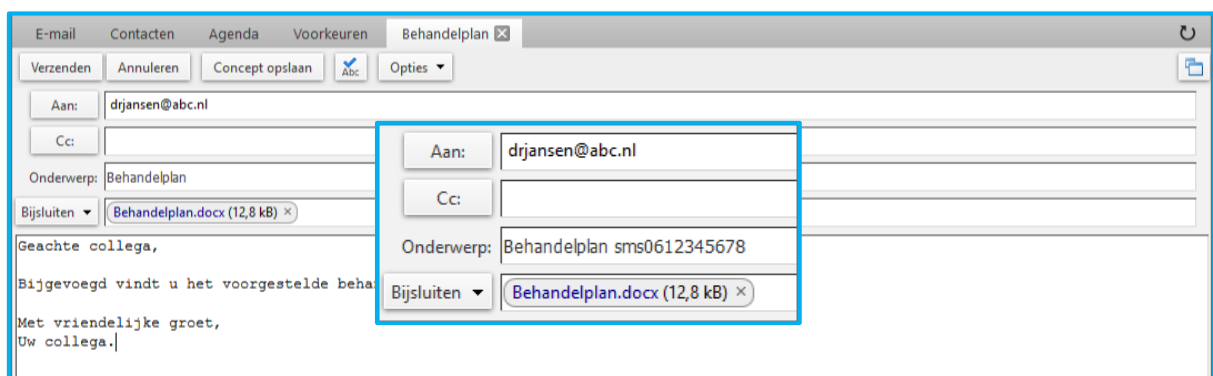 E-mail Contacten Agenda Voorkeuren Behandelplan
Verzenden Annuleren Concept opslaan Abc Opties
Aan: drjansen@abc.nl
Cc:
Onderwerp: Behandelplan
Bijsluiten Behandelplan.docx (12,8 kB) ×
Geachte collega,
Bijgevoegd vindt u het voorgestelde beha
Met vriendelijke groet,
Uw collega.
Aan: drjansen@abc.nl
Cc:
Onderwerp: Behandelplan sms0612345678
Bijsluiten Behandelplan.docx (12,8 kB) ×